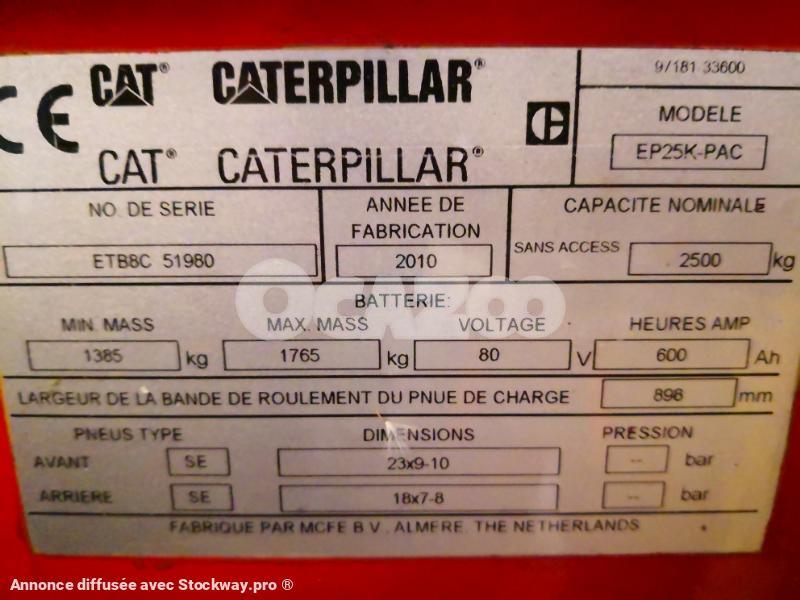 CE CAT® CATERPILLAR®
CAT® CATERPILLAR®
97181 33600
MODELE
EP25K-PAC
NO. DE SERIE
ETB8C 51980
ANNEE DE
FABRICATION
2010
CAPACITE NOMINALE
SANS ACCESS 2500 kg
BATTERIE:
MIN. MASS MAX. MASS VOLTAGE HEURES AMP
1385 kg 1765 kg 80 V 600 Ah
LARGEUR DE LA BANDE DE ROULEMENT DU PNUE DE CHARGE 898 mm
PNEUS TYPE DIMENSIONS PRESSION
AVANT SE 23x9-10 -- bar
ARRIERE SE 18x7-8 -- bar
FABRIQUE PAR MCFE B.V., ALMERE, THE NETHERLANDS
OCAZOO
Annonce diffusée avec Stockway.pro ®